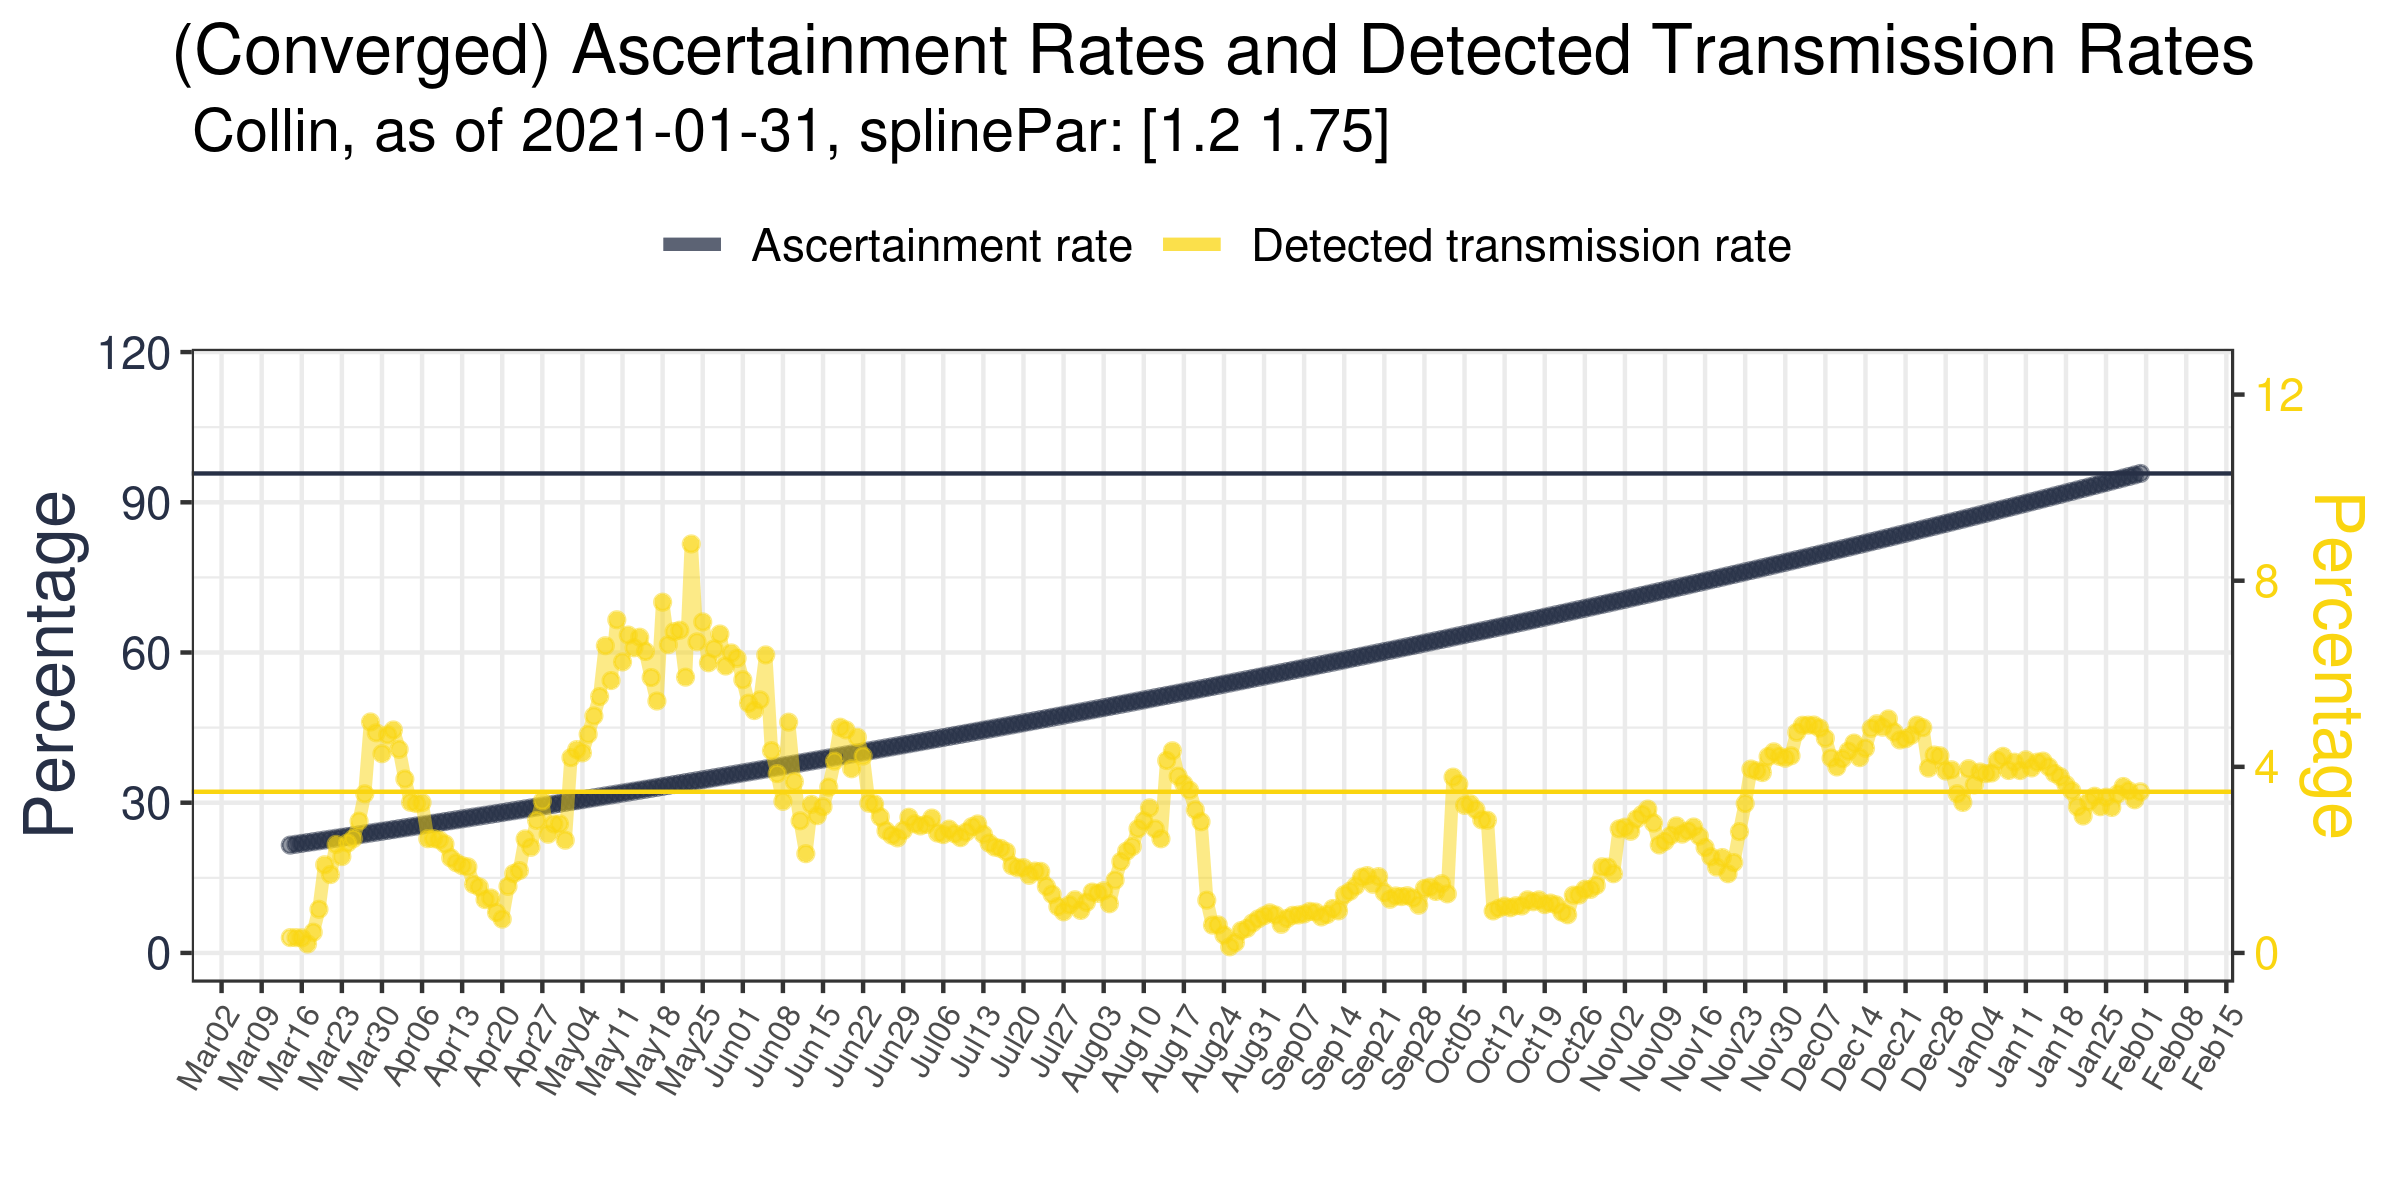 (Converged) Ascertainment Rates and Detected Transmission Rates
Collin, as of 2021-01-31, splinePar: [1.2 1.75]
Ascertainment rate
Detected transmission rate
120
90
60
30
0
Percentage
12
8
4
0
Percentage
Mar02
Mar09
Mar16
Mar23
Mar30
Apr06
Apr13
Apr20
Apr27
May04
May11
May18
May25
Jun01
Jun08
Jun15
Jun22
Jun29
Jul06
Jul13
Jul20
Jul27
Aug03
Aug10
Aug17
Aug24
Aug31
Sep07
Sep14
Sep21
Sep28
Oct05
Oct12
Oct19
Oct26
Nov02
Nov09
Nov16
Nov23
Nov30
Dec07
Dec14
Dec21
Dec28
Jan04
Jan11
Jan18
Jan25
Feb01
Feb08
Feb15